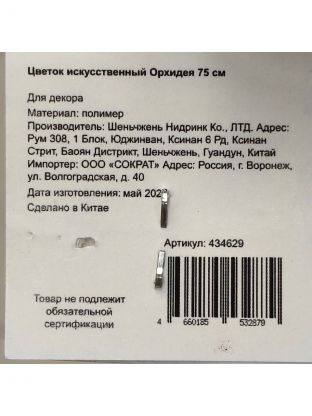 Цветок искусственный Орхидея 75 см
Для декора
Материал: полимер
Производитель: Шеньчжень Нидринк Ко., ЛТД. Адрес:
Рум 308, 1 Блок, Юджинван, Ксинан 6 Рд, Ксинан
Стрит, Баоян Дистрикт, Шеньчжень, Гуандун, Китай
Импортер: ООО «СОКРАТ» Адрес: Россия, г. Воронеж,
ул. Волгоградская, д. 40
Дата изготовления: май
Сделано в Китае
Артикул: 434629
Товар не подлежит
обязательной
сертификации
4 660185 532879